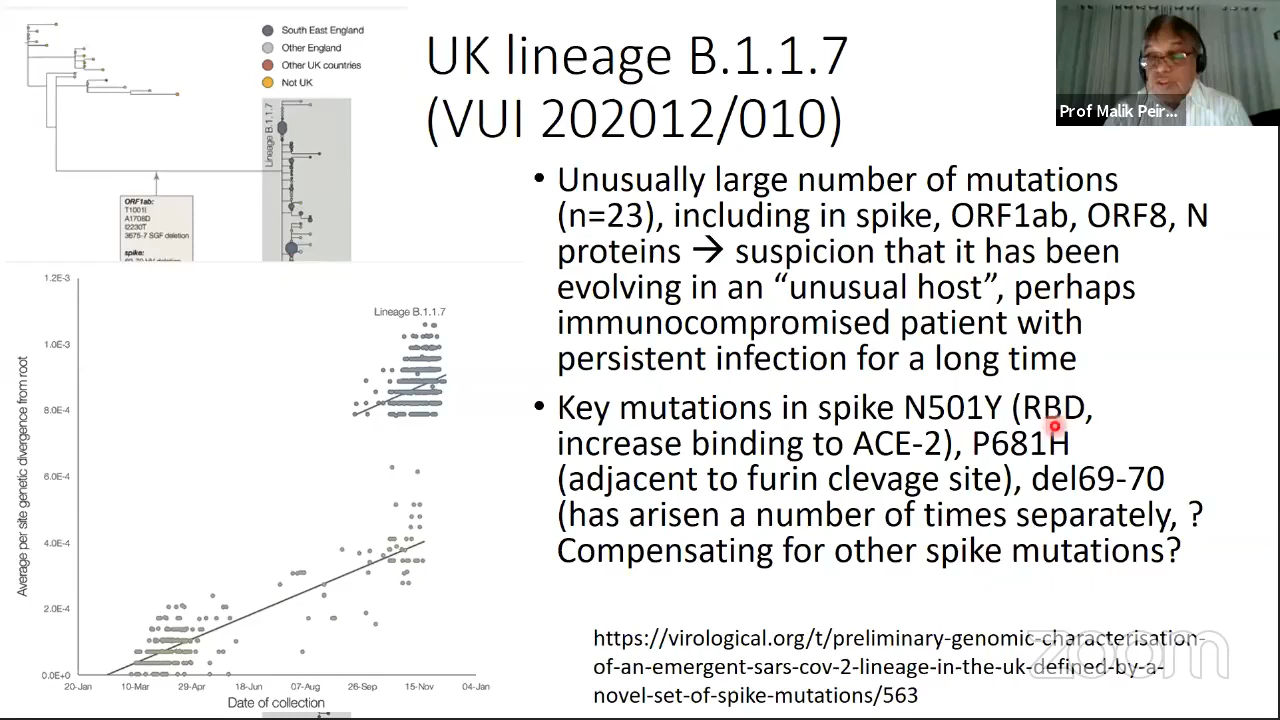 South East England
Other England
Other UK countries
Not UK
Lineage B.1.1.7
ORF1ab:
T1001I
A1708D
I2230T
3675-7 SGF deletion
spike:
UK lineage B.1.1.7
(VUI 202012/010)
Prof Malik Peir...
• Unusually large number of mutations
(n=23), including in spike, ORF1ab, ORF8, N
proteins → suspicion that it has been
evolving in an “unusual host”, perhaps
immunocompromised patient with
persistent infection for a long time
• Key mutations in spike N501Y (RBD,
increase binding to ACE-2), P681H
(adjacent to furin clevage site), del69-70
(has arisen a number of times separately, ?
Compensating for other spike mutations?
1.2E-3
1.0E-3
8.0E-4
6.0E-4
4.0E-4
2.0E-4
0.0E+0
Average per site genetic divergence from root
Lineage B.1.1.7
20-Jan 10-Mar 29-Apr 18-Jun 07-Aug 26-Sep 15-Nov 04-Jan
Date of collection
https://virological.org/t/preliminary-genomic-characterisation-
of-an-emergent-sars-cov-2-lineage-in-the-uk-defined-by-a-
novel-set-of-spike-mutations/563
zoom